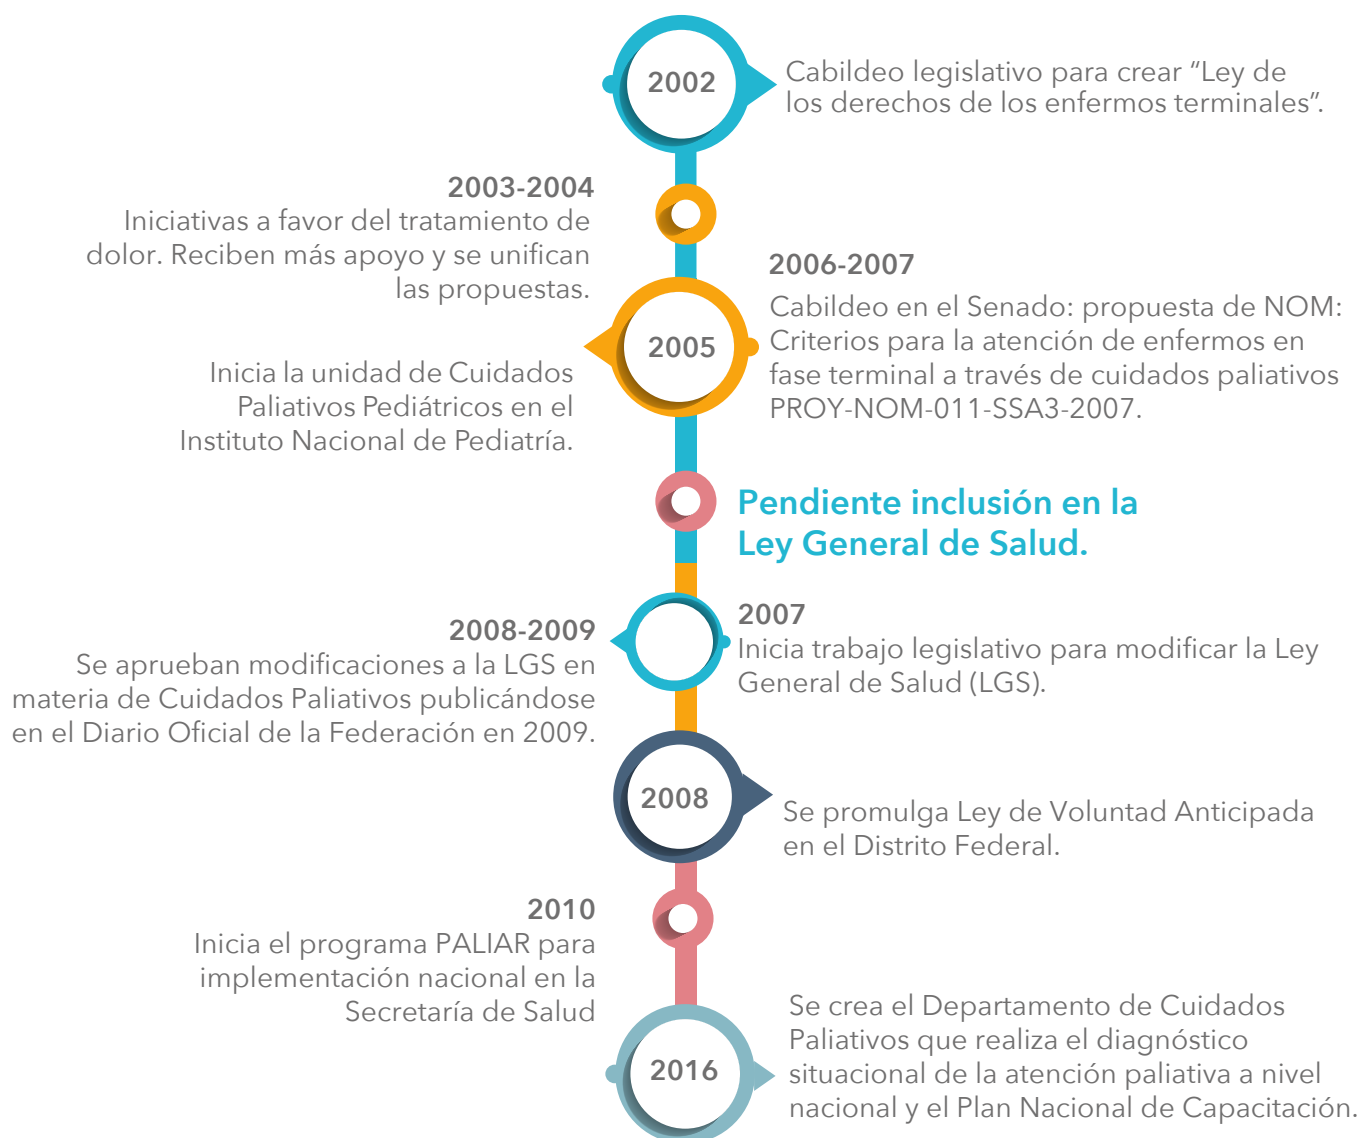 2002
Cabildeo legislativo para crear “Ley de
los derechos de los enfermos terminales”.
2003-2004
Iniciativas a favor del tratamiento de
dolor. Reciben más apoyo y se unifican
las propuestas.
2005
Inicia la unidad de Cuidados
Paliativos Pediátricos en el
Instituto Nacional de Pediatría.
2006-2007
Cabildeo en el Senado: propuesta de NOM:
Criterios para la atención de enfermos en
fase terminal a través de cuidados paliativos
PROY-NOM-011-SSA3-2007.
Pendiente inclusión en la
Ley General de Salud.
2007
Inicia trabajo legislativo para modificar la Ley
General de Salud (LGS).
2008-2009
Se aprueban modificaciones a la LGS en
materia de Cuidados Paliativos publicándose
en el Diario Oficial de la Federación en 2009.
2008
Se promulga Ley de Voluntad Anticipada
en el Distrito Federal.
2010
Inicia el programa PALIAR para
implementación nacional en la
Secretaría de Salud
2016
Se crea el Departamento de Cuidados
Paliativos que realiza el diagnóstico
situacional de la atención paliativa a nivel
nacional y el Plan Nacional de Capacitación.